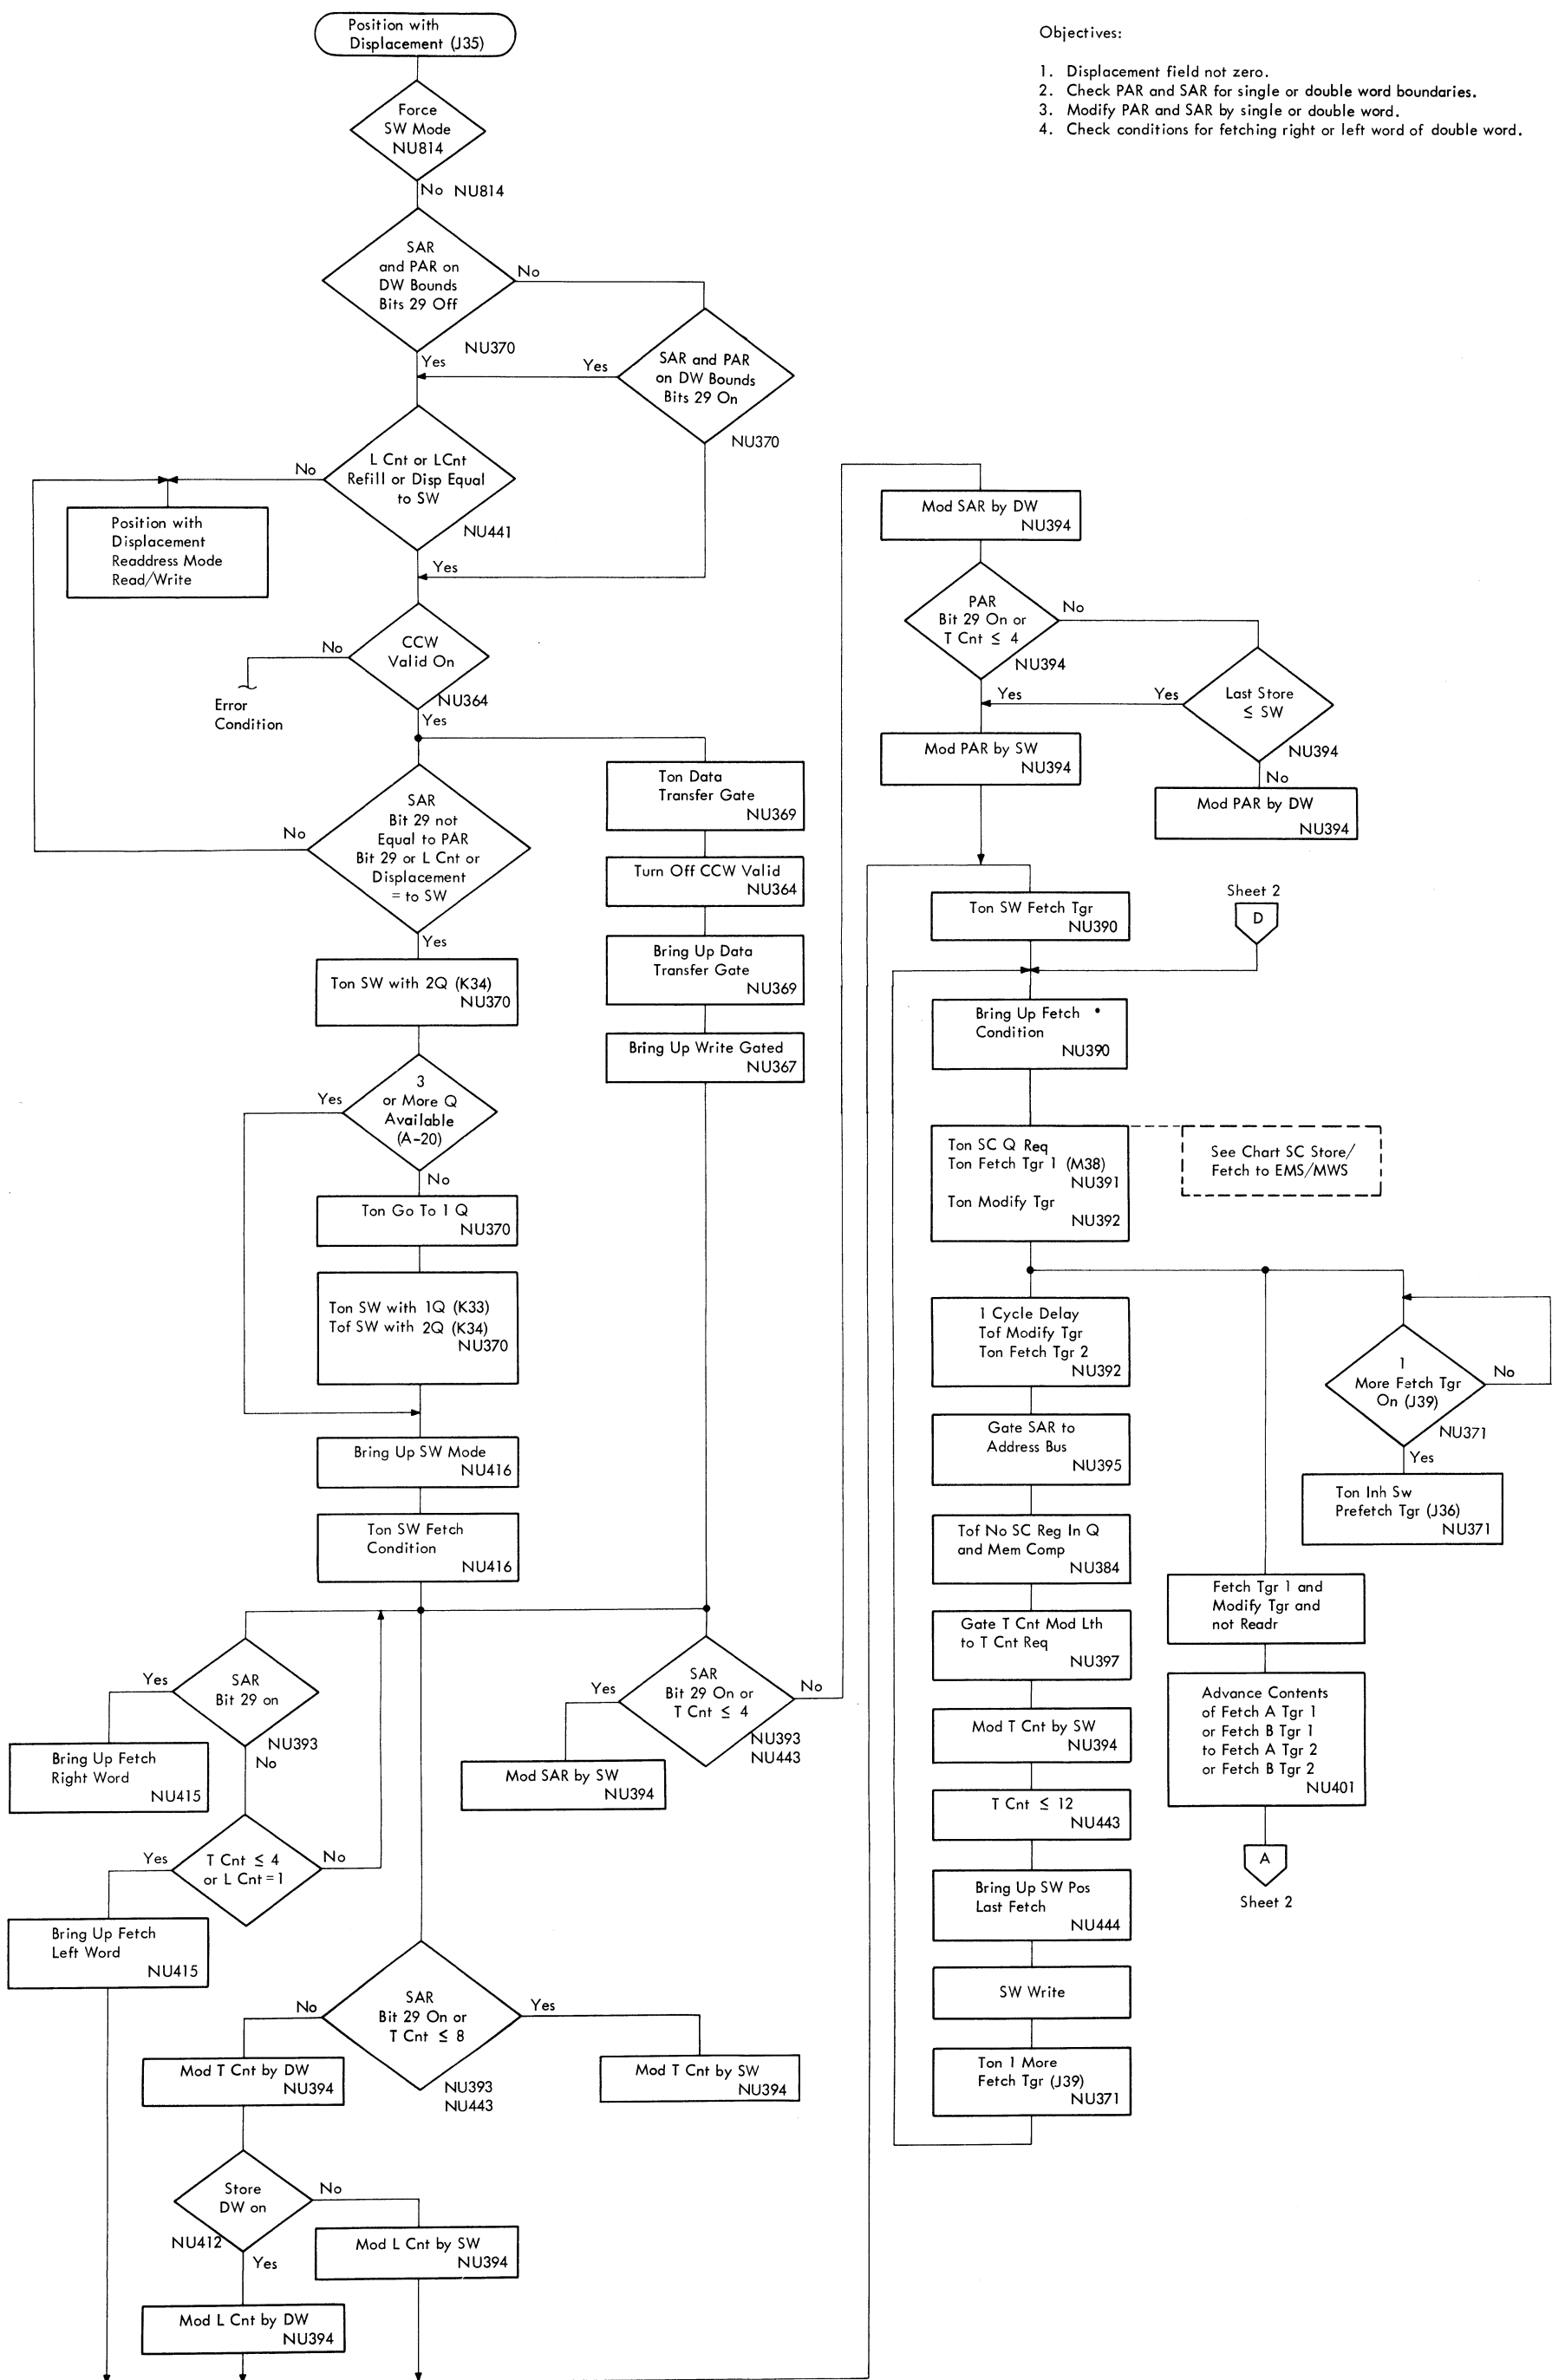 Position with
Displacement (J35)
Objectives:
1. Displacement field not zero.
2. Check PAR and SAR for single or double word boundaries.
3. Modify PAR and SAR by single or double word.
4. Check conditions for fetching right or left word of double word.
Force
SW Mode
NU814
No NU814
SAR
and PAR on
DW Bounds
Bits 29 Off
No
NU370
Yes
SAR and PAR
on DW Bounds
Bits 29 On
Yes
NU370
L Cnt or LCnt
Refill or Disp Equal
to SW
No
NU441
Yes
Position with
Displacement
Readdress Mode
Read/Write
CCW
Valid On
No
NU364
Yes
Error
Condition
SAR
Bit 29 not
Equal to PAR
Bit 29 or L Cnt or
Displacement
= to SW
No
Yes
Ton SW with 2Q (K34)
NU370
3
or More Q
Available
(A-20)
Yes
No
Ton Go To 1 Q
NU370
Ton SW with 1Q (K33)
Tof SW with 2Q (K34)
NU370
Bring Up SW Mode
NU416
Ton SW Fetch
Condition
NU416
Ton Data
Transfer Gate
NU369
Turn Off CCW Valid
NU364
Bring Up Data
Transfer Gate
NU369
Bring Up Write Gated
NU367
SAR
Bit 29 on
Yes
NU393
No
Bring Up Fetch
Right Word
NU415
T Cnt ≤ 4
or L Cnt = 1
Yes
No
Bring Up Fetch
Left Word
NU415
SAR
Bit 29 On or
T Cnt ≤ 4
Yes
No
NU393
NU443
Mod SAR by SW
NU394
SAR
Bit 29 On or
T Cnt ≤ 8
No
Yes
NU393
NU443
Mod T Cnt by DW
NU394
Mod T Cnt by SW
NU394
Store
DW on
No
NU412
Yes
Mod L Cnt by SW
NU394
Mod L Cnt by DW
NU394
Mod SAR by DW
NU394
PAR
Bit 29 On or
T Cnt ≤ 4
No
NU394
Yes
Last Store
≤ SW
Yes
NU394
No
Mod PAR by SW
NU394
Mod PAR by DW
NU394
Ton SW Fetch Tgr
NU390
Sheet 2
D
Bring Up Fetch
Condition
NU390
Ton SC Q Req
Ton Fetch Tgr 1 (M38)
NU391
Ton Modify Tgr
NU392
See Chart SC Store/
Fetch to EMS/MWS
1 Cycle Delay
Tof Modify Tgr
Ton Fetch Tgr 2
NU392
Gate SAR to
Address Bus
NU395
Tof No SC Reg In Q
and Mem Comp
NU384
Gate T Cnt Mod Lth
to T Cnt Req
NU397
Mod T Cnt by SW
NU394
T Cnt ≤ 12
NU443
Bring Up SW Pos
Last Fetch
NU444
SW Write
Ton 1 More
Fetch Tgr (J39)
NU371
1
More Fetch Tgr
On (J39)
No
NU371
Yes
Ton Inh Sw
Prefetch Tgr (J36)
NU371
Fetch Tgr 1 and
Modify Tgr and
not Readr
Advance Contents
of Fetch A Tgr 1
or Fetch B Tgr 1
to Fetch A Tgr 2
or Fetch B Tgr 2
NU401
A
Sheet 2